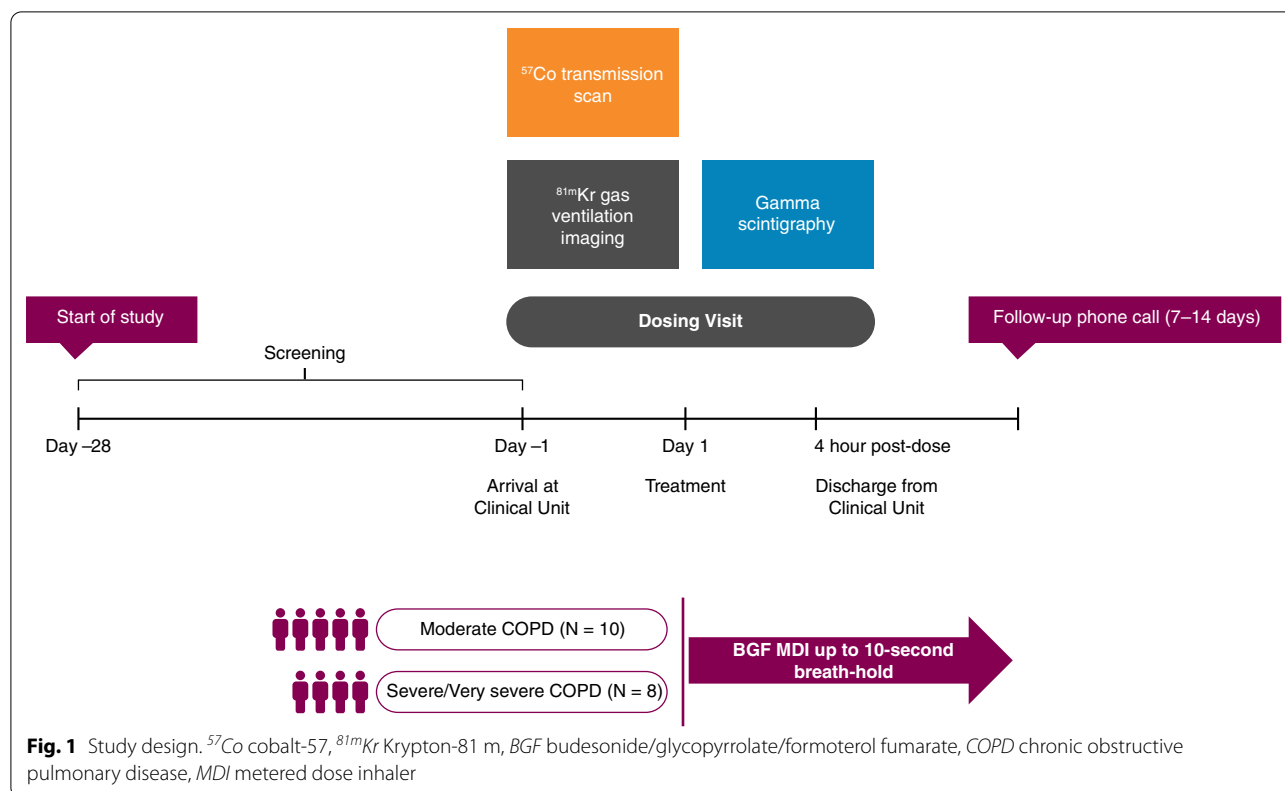 ⁵⁷Co transmission
scan
⁸¹ᵐKr gas
ventilation
imaging
Gamma
scintigraphy
Start of study
Dosing Visit
Follow-up phone call (7–14 days)
Screening
Day –28
Day –1
Day 1
4 hour post-dose
Arrival at
Clinical Unit
Treatment
Discharge from
Clinical Unit
Moderate COPD (N = 10)
Severe/Very severe COPD (N = 8)
BGF MDI up to 10-second
breath-hold
Fig. 1 Study design. ⁵⁷Co cobalt-57, ⁸¹ᵐKr Krypton-81 m, BGF budesonide/glycopyrrolate/formoterol fumarate, COPD chronic obstructive
pulmonary disease, MDI metered dose inhaler